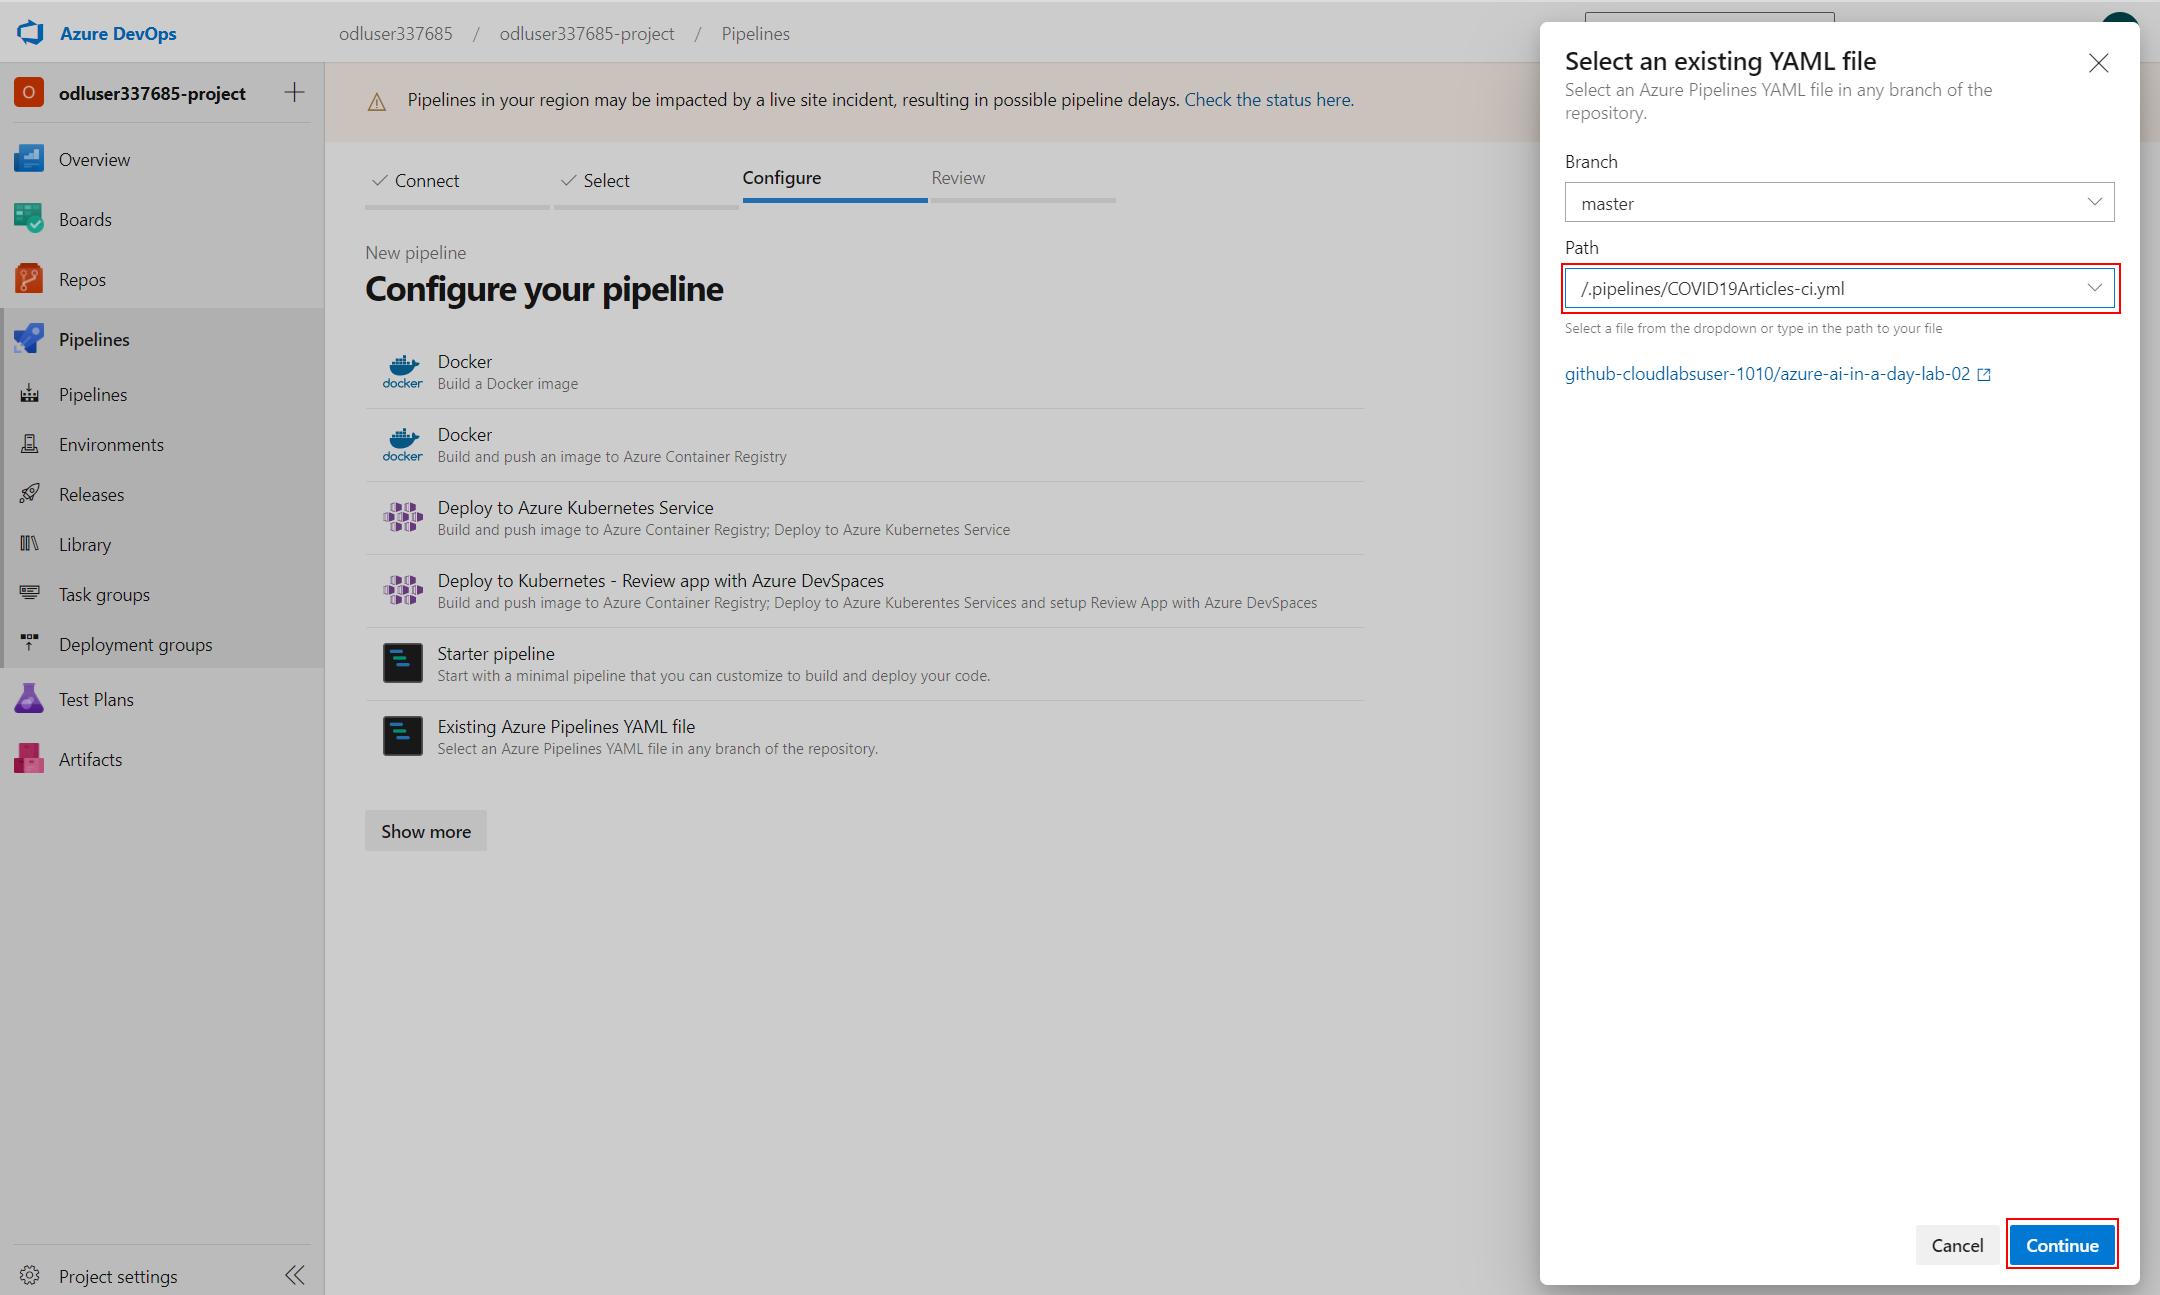 Azure DevOps
odluser337685 / odluser337685-project / Pipelines
O odluser337685-project
Overview
Boards
Repos
Pipelines
Pipelines
Environments
Releases
Library
Task groups
Deployment groups
Test Plans
Artifacts
Project settings
Pipelines in your region may be impacted by a live site incident, resulting in possible pipeline delays. Check the status here.
Connect Select Configure Review
New pipeline
Configure your pipeline
docker
Docker
Build a Docker image
docker
Docker
Build and push an image to Azure Container Registry
Deploy to Azure Kubernetes Service
Build and push image to Azure Container Registry; Deploy to Azure Kubernetes Service
Deploy to Kubernetes - Review app with Azure DevSpaces
Build and push image to Azure Container Registry; Deploy to Azure Kuberentes Services and setup Review App with Azure DevSpaces
Starter pipeline
Start with a minimal pipeline that you can customize to build and deploy your code.
Existing Azure Pipelines YAML file
Select an Azure Pipelines YAML file in any branch of the repository.
Show more
Select an existing YAML file
Select an Azure Pipelines YAML file in any branch of the
repository.
Branch
master
Path
/.pipelines/COVID19Articles-ci.yml
Select a file from the dropdown or type in the path to your file
github-cloudlabsuser-1010/azure-ai-in-a-day-lab-02
Cancel Continue